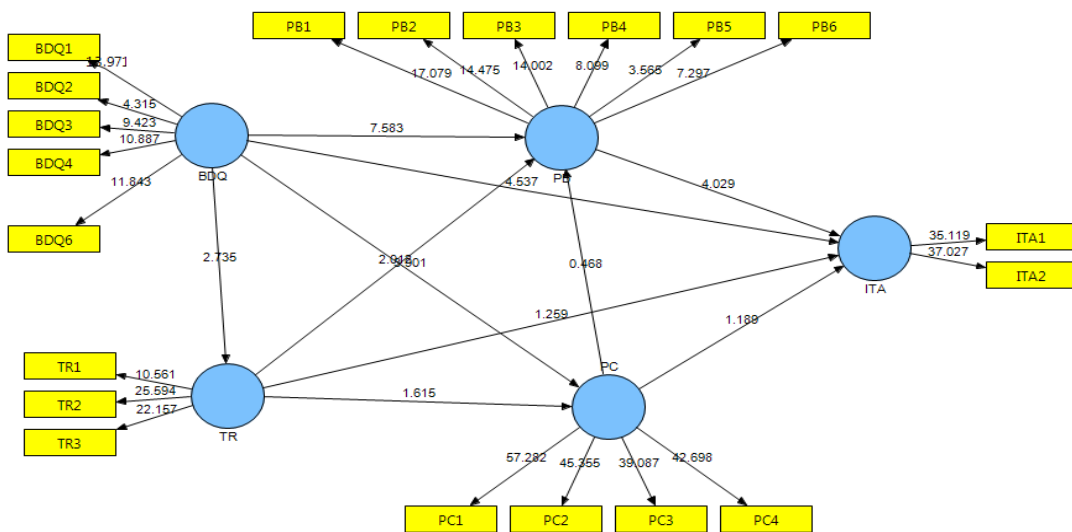 PB1
PB2
PB3
PB4
PB5
PB6
BDQ1
BDQ2
BDQ3
BDQ4
BDQ6
13.971
4.315
9.423
10.887
11.843
17.079
14.475
14.002
8.099
3.565
7.297
BDQ
7.583
PB
4.537
4.029
2.735
0.468
35.119
37.027
ITA1
ITA2
ITA
1.259
1.189
TR1
TR2
TR3
10.561
25.594
22.157
TR
1.615
PC
57.282
45.355
39.087
42.698
PC1
PC2
PC3
PC4